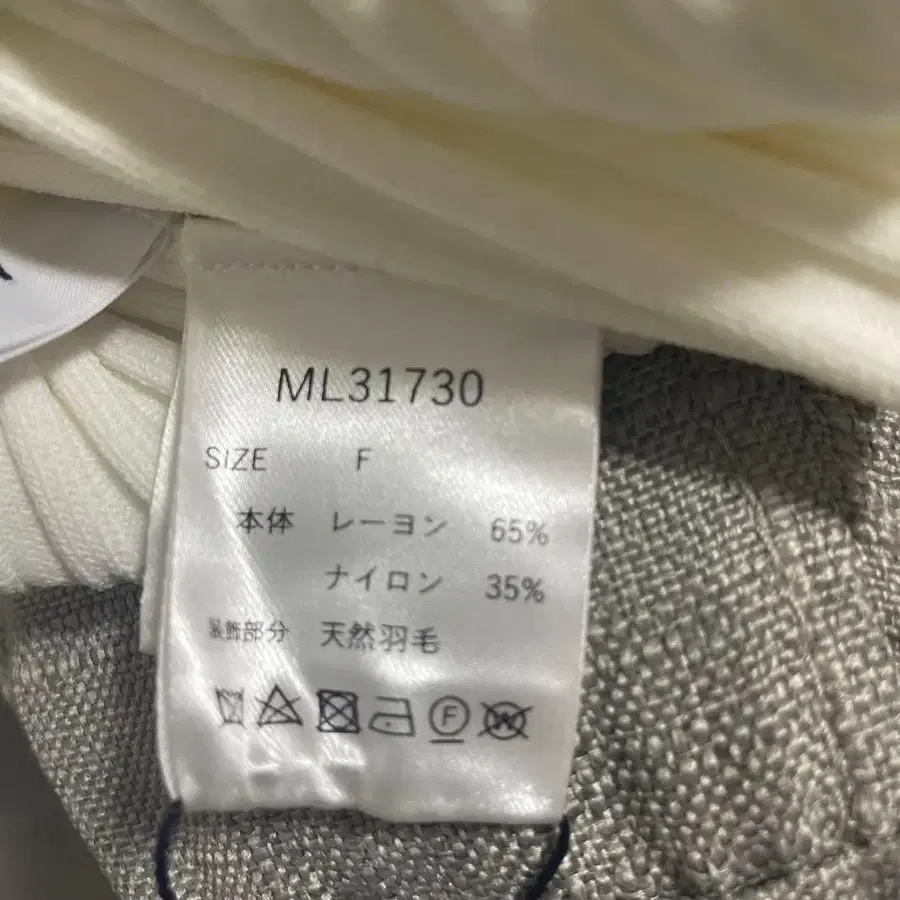 ML31730
SIZE F
本体 レーヨン 65%
ナイロン 35%
装飾部分 天然羽毛
F W